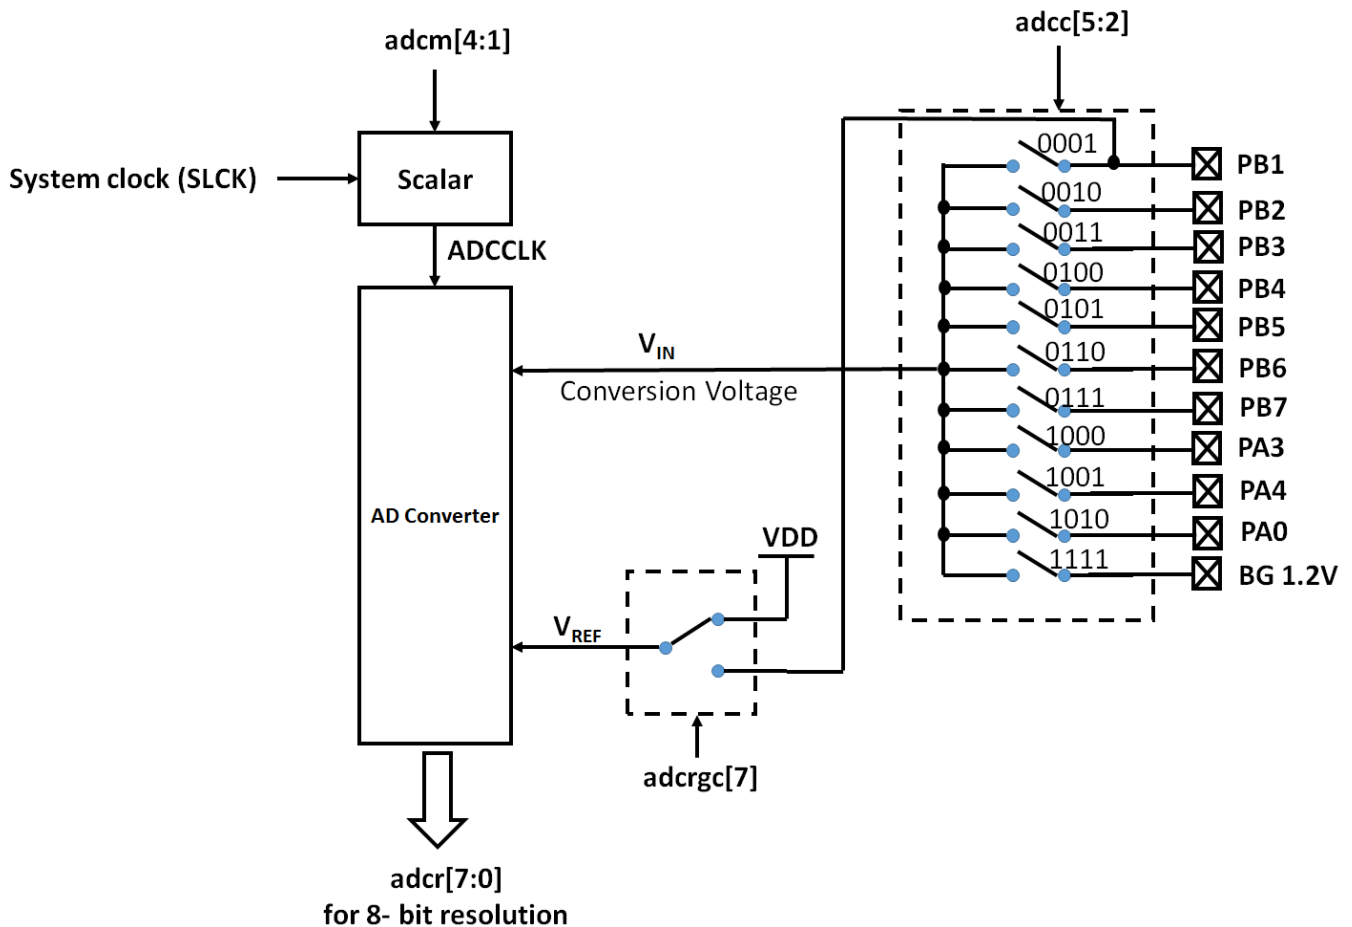 adcm[4:1]
adcc[5:2]
System clock (SLCK)
Scalar
ADCCLK
0001
PB1
0010
PB2
0011
PB3
0100
PB4
0101
PB5
0110
PB6
0111
PB7
1000
PA3
1001
PA4
1010
PA0
1111
BG 1.2V
VIN
Conversion Voltage
AD Converter
VDD
VREF
adcrgc[7]
adcr[7:0]
for 8- bit resolution